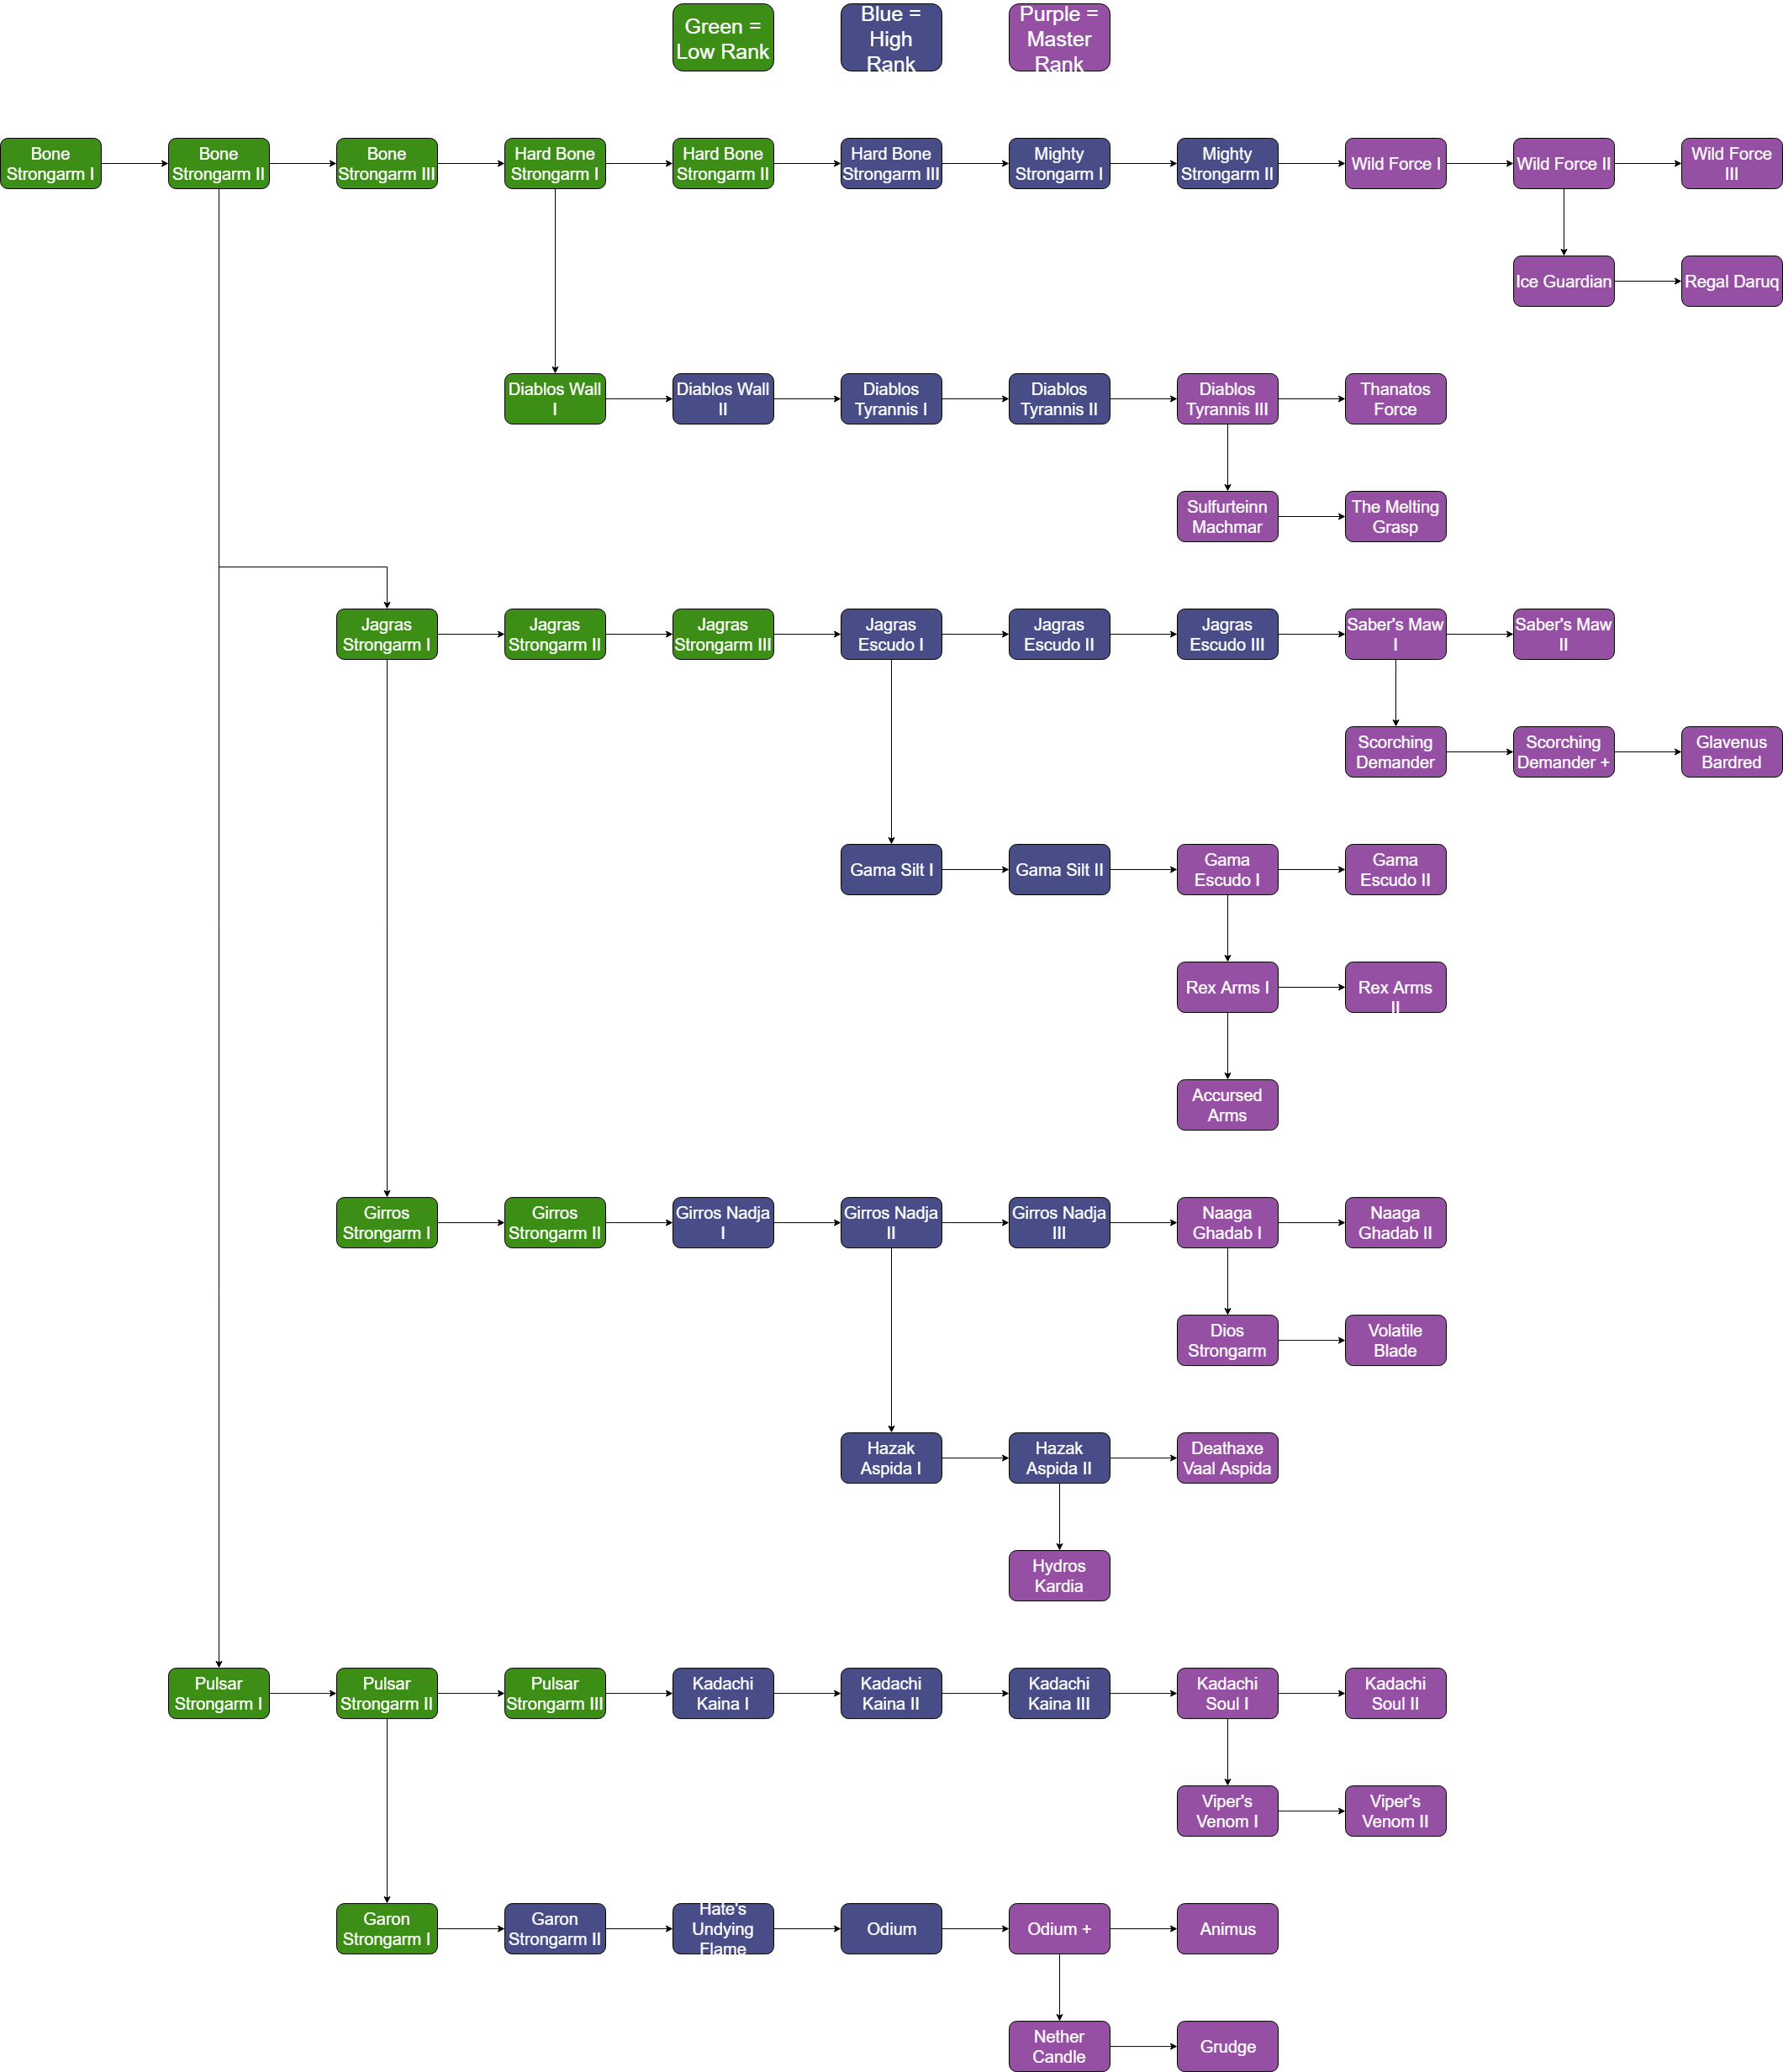 Green =
Low Rank
Blue =
High
Rank
Purple =
Master
Rank
Bone
Strongarm I
Bone
Strongarm II
Bone
Strongarm III
Hard Bone
Strongarm I
Hard Bone
Strongarm II
Hard Bone
Strongarm III
Mighty
Strongarm I
Mighty
Strongarm II
Wild Force I
Wild Force II
Wild Force
III
Ice Guardian
Regal Daruq
Diablos Wall
I
Diablos Wall
II
Diablos
Tyrannis I
Diablos
Tyrannis II
Diablos
Tyrannis III
Thanatos
Force
Sulfurteinn
Machmar
The Melting
Grasp
Jagras
Strongarm I
Jagras
Strongarm II
Jagras
Strongarm III
Jagras
Escudo I
Jagras
Escudo II
Jagras
Escudo III
Saber's Maw
I
Saber's Maw
II
Scorching
Demander
Scorching
Demander +
Glavenus
Bardred
Gama Silt I
Gama Silt II
Gama
Escudo I
Gama
Escudo II
Rex Arms I
Rex Arms
II
Accursed
Arms
Girros
Strongarm I
Girros
Strongarm II
Girros Nadja
I
Girros Nadja
II
Girros Nadja
III
Naaga
Ghadab I
Naaga
Ghadab II
Dios
Strongarm
Volatile
Blade
Hazak
Aspida I
Hazak
Aspida II
Deathaxe
Vaal Aspida
Hydros
Kardia
Pulsar
Strongarm I
Pulsar
Strongarm II
Pulsar
Strongarm III
Kadachi
Kaina I
Kadachi
Kaina II
Kadachi
Kaina III
Kadachi
Soul I
Kadachi
Soul II
Viper's
Venom I
Viper's
Venom II
Garon
Strongarm I
Garon
Strongarm II
Hate's
Undying
Flame
Odium
Odium +
Animus
Nether
Candle
Grudge